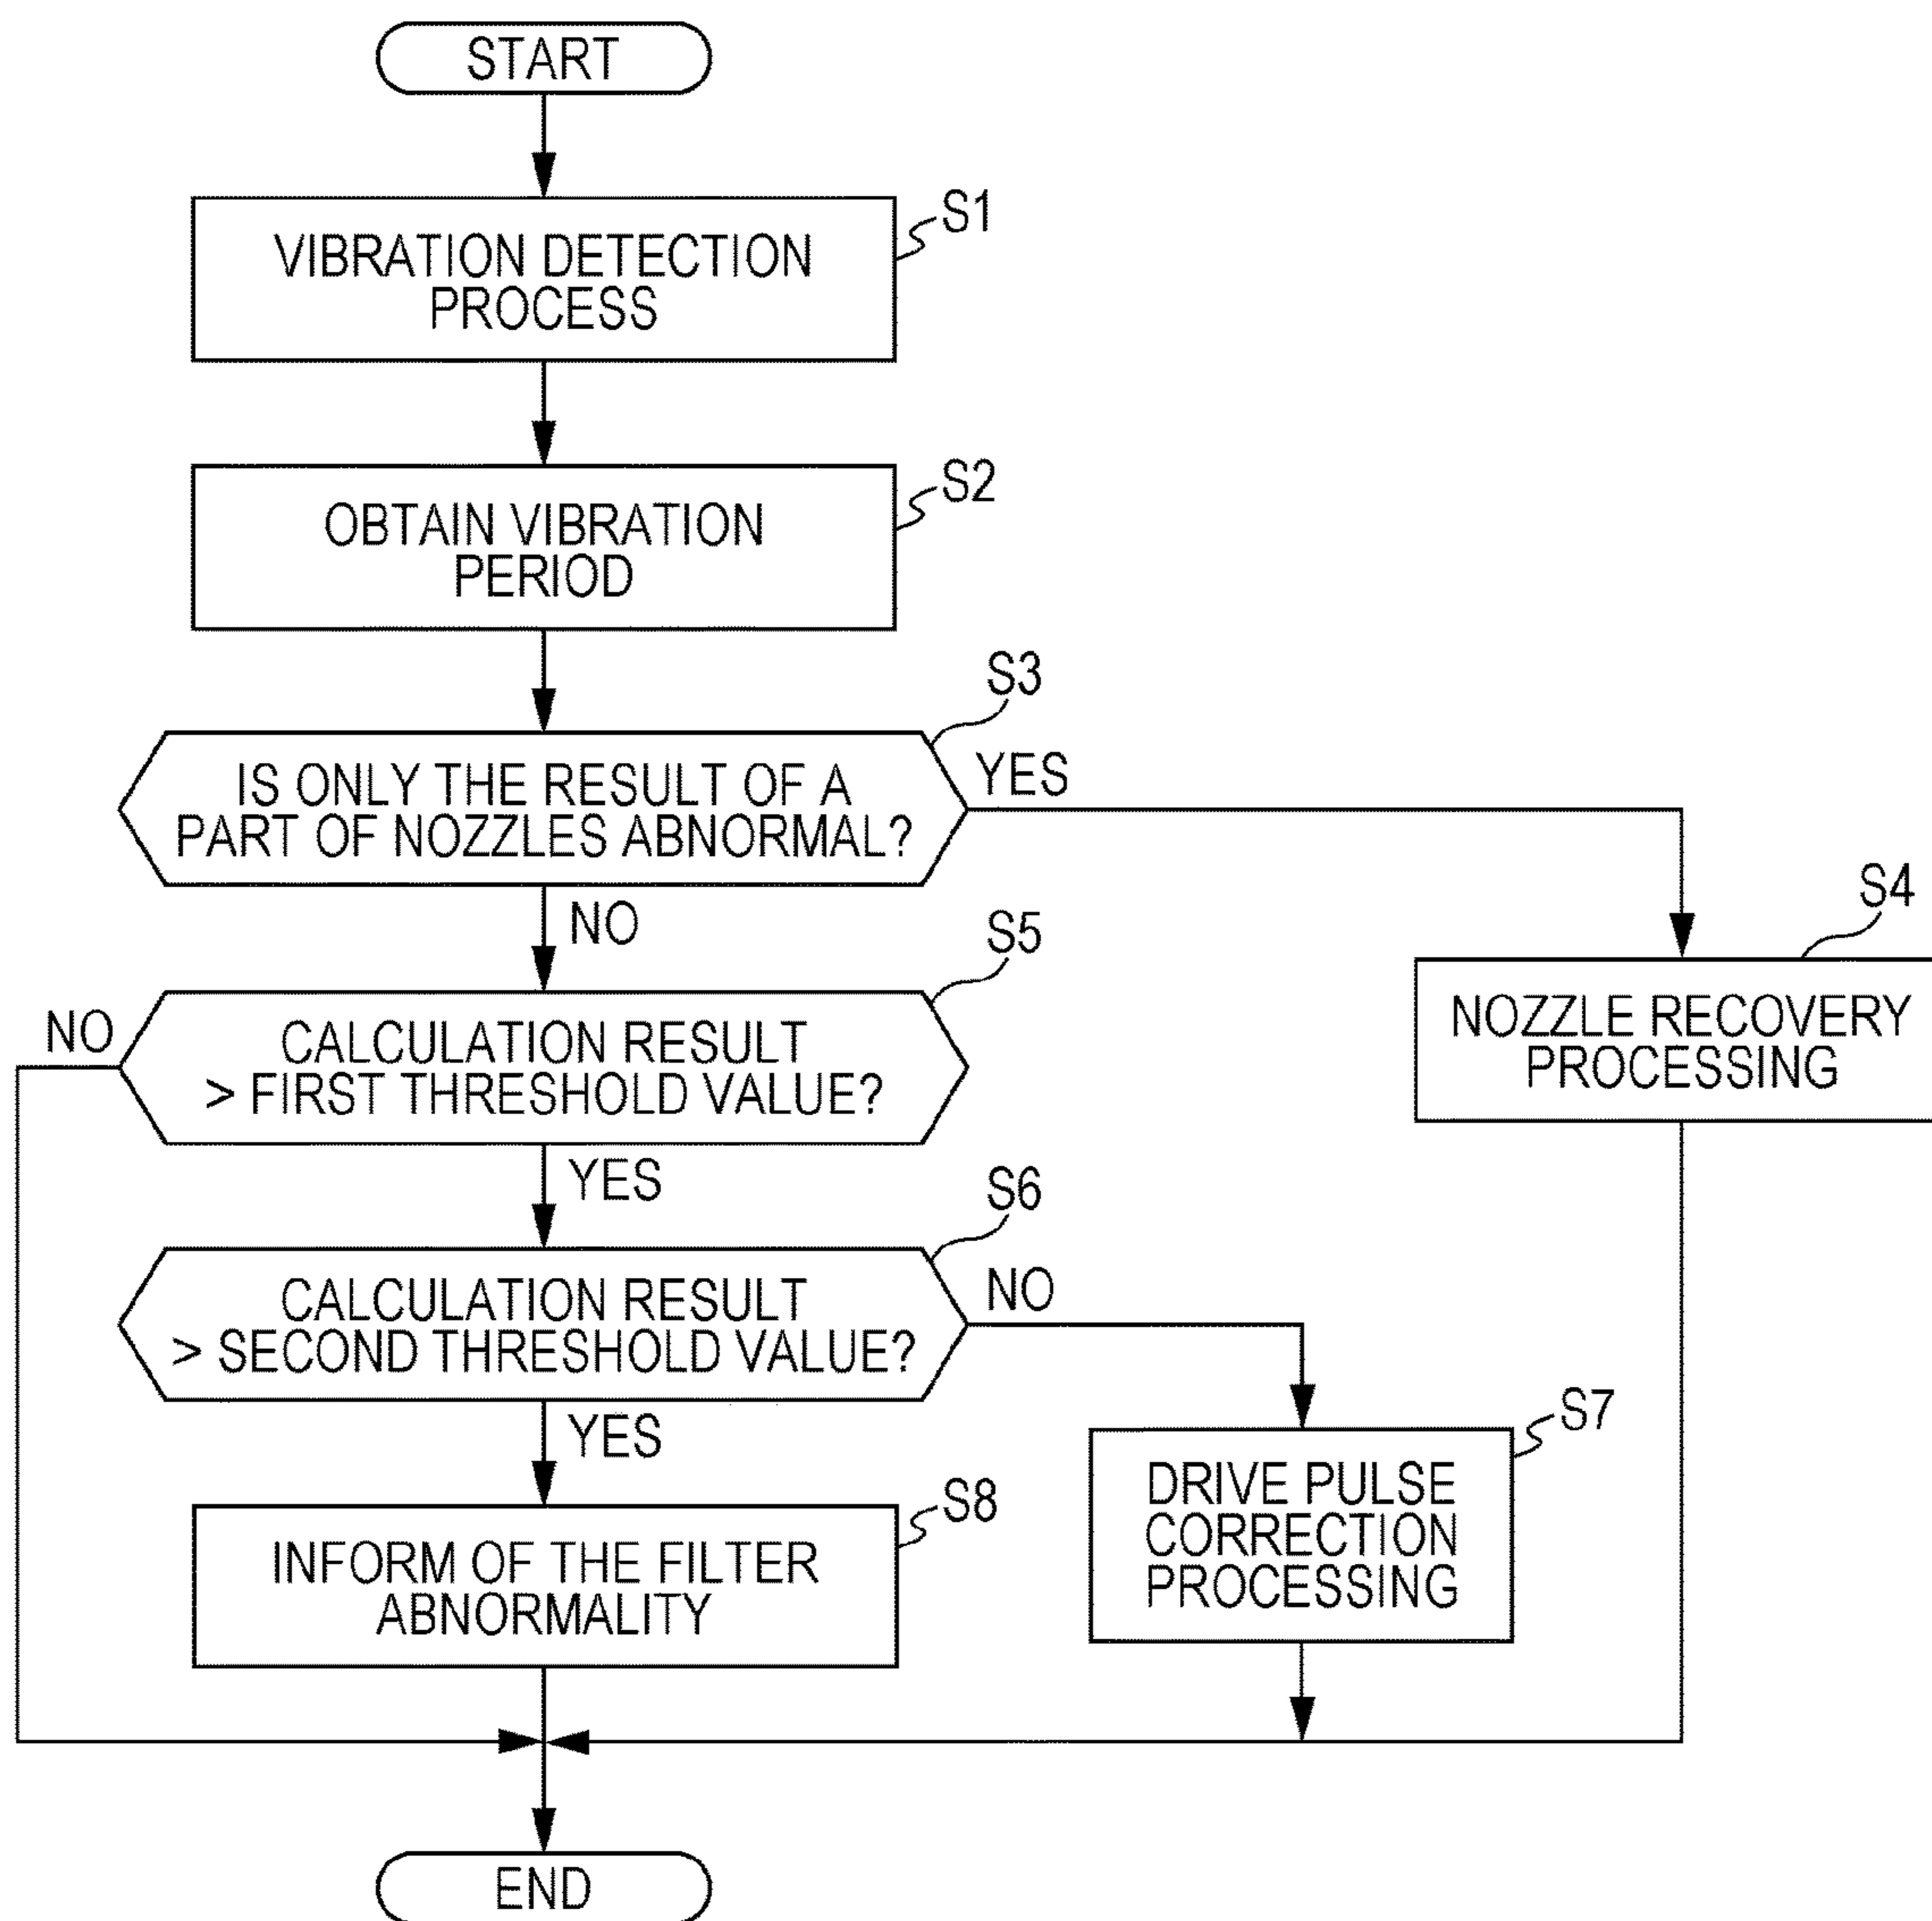 START
S1
VIBRATION DETECTION
PROCESS
S2
OBTAIN VIBRATION
PERIOD
S3
IS ONLY THE RESULT OF A
PART OF NOZZLES ABNORMAL?
YES
NO
S4
NOZZLE RECOVERY
PROCESSING
S5
NO
CALCULATION RESULT
> FIRST THRESHOLD VALUE?
YES
S6
CALCULATION RESULT
> SECOND THRESHOLD VALUE?
NO
YES
S7
DRIVE PULSE
CORRECTION
PROCESSING
S8
INFORM OF THE FILTER
ABNORMALITY
END